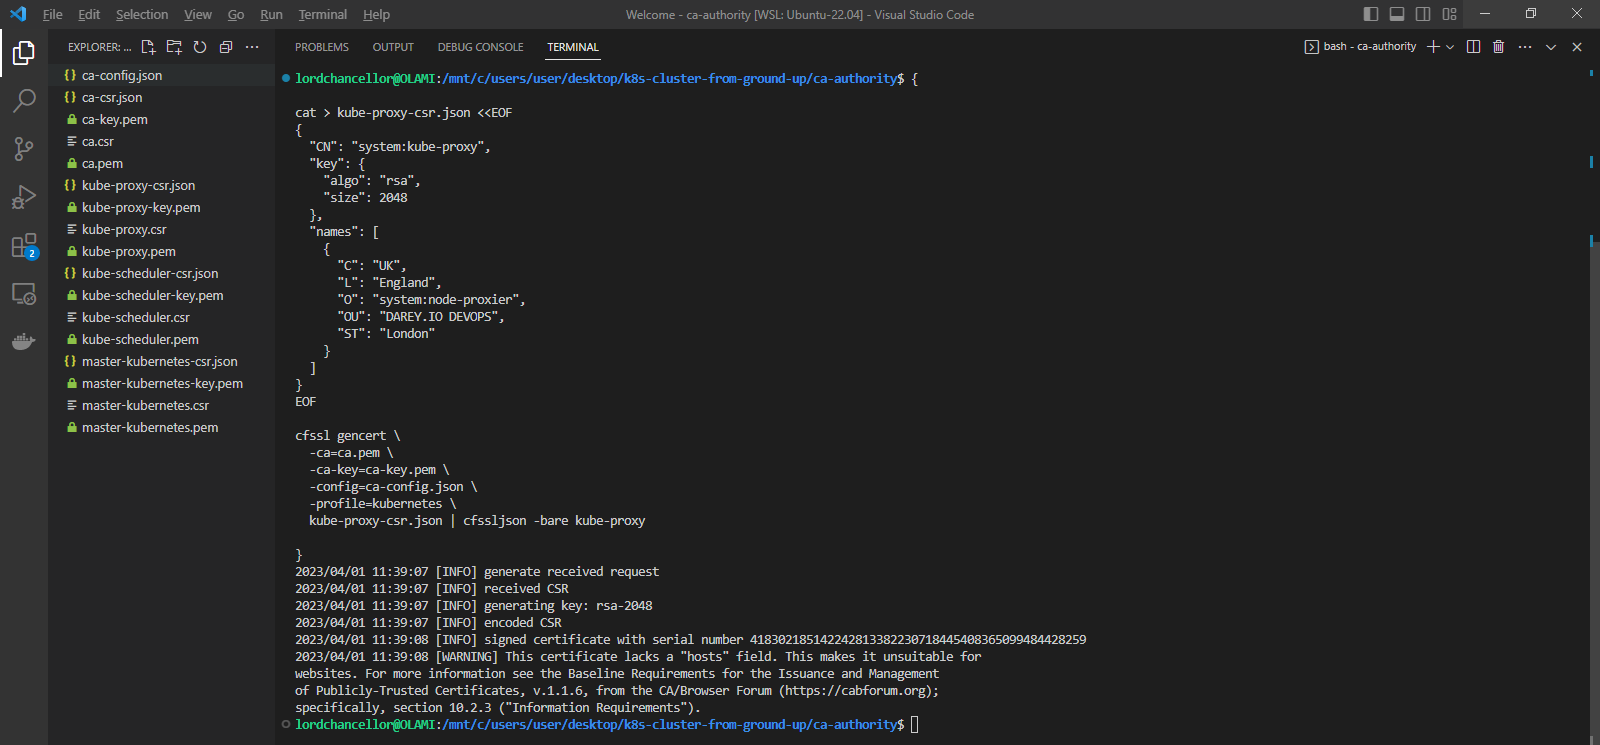 File Edit Selection View Go Run Terminal Help
Welcome - ca-authority [WSL: Ubuntu-22.04] - Visual Studio Code
EXPLORER: ...
ca-config.json
ca-csr.json
ca-key.pem
ca.csr
ca.pem
kube-proxy-csr.json
kube-proxy-key.pem
kube-proxy.csr
kube-proxy.pem
kube-scheduler-csr.json
kube-scheduler-key.pem
kube-scheduler.csr
kube-scheduler.pem
master-kubernetes-csr.json
master-kubernetes-key.pem
master-kubernetes.csr
master-kubernetes.pem
2
PROBLEMS OUTPUT DEBUG CONSOLE TERMINAL
bash - ca-authority
lordchancellor@OLAMI:/mnt/c/users/user/desktop/k8s-cluster-from-ground-up/ca-authority$ {
cat > kube-proxy-csr.json <<EOF
{
  "CN": "system:kube-proxy",
  "key": {
    "algo": "rsa",
    "size": 2048
  },
  "names": [
    {
      "C": "UK",
      "L": "England",
      "O": "system:node-proxier",
      "OU": "DAREY.IO DEVOPS",
      "ST": "London"
    }
  ]
}
EOF
cfssl gencert \
  -ca=ca.pem \
  -ca-key=ca-key.pem \
  -config=ca-config.json \
  -profile=kubernetes \
  kube-proxy-csr.json | cfssljson -bare kube-proxy
}
2023/04/01 11:39:07 [INFO] generate received request
2023/04/01 11:39:07 [INFO] received CSR
2023/04/01 11:39:07 [INFO] generating key: rsa-2048
2023/04/01 11:39:07 [INFO] encoded CSR
2023/04/01 11:39:08 [INFO] signed certificate with serial number 418302185142242813382230718445408365099484428259
2023/04/01 11:39:08 [WARNING] This certificate lacks a "hosts" field. This makes it unsuitable for
websites. For more information see the Baseline Requirements for the Issuance and Management
of Publicly-Trusted Certificates, v.1.1.6, from the CA/Browser Forum (https://cabforum.org);
specifically, section 10.2.3 ("Information Requirements").
lordchancellor@OLAMI:/mnt/c/users/user/desktop/k8s-cluster-from-ground-up/ca-authority$